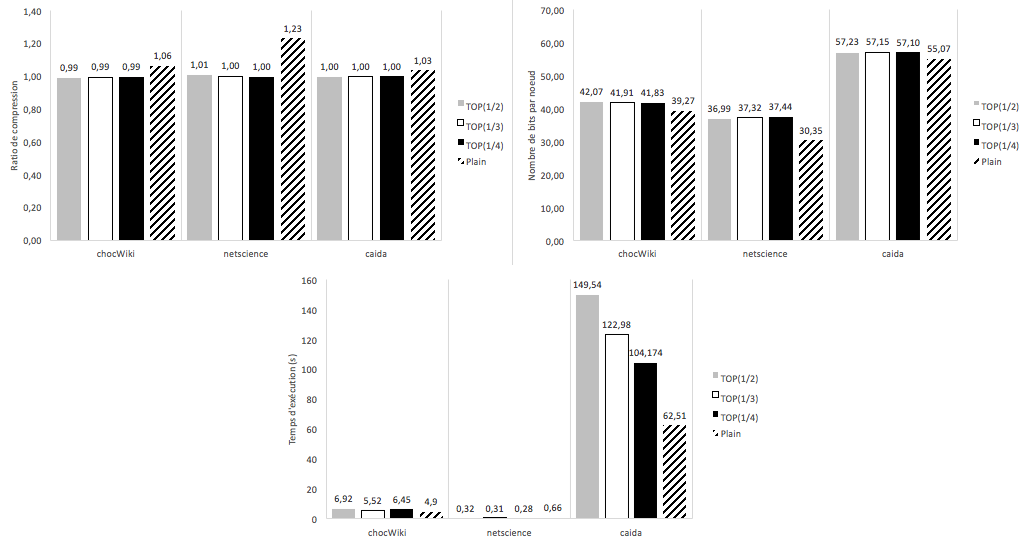 Ratio de compression
1,40
1,20
1,00
0,80
0,60
0,40
0,20
0,00
0,99 0,99 0,99 1,06
1,01 1,00 1,00 1,23
1,00 1,00 1,00 1,03
chocWiki netscience caida
TOP(1/2)
TOP(1/3)
TOP(1/4)
Plain
Nombre de bits par noeud
70,00
60,00
50,00
40,00
30,00
20,00
10,00
0,00
42,07 41,91 41,83 39,27
36,99 37,32 37,44 30,35
57,23 57,15 57,10 55,07
chocWiki netscience caida
TOP(1/2)
TOP(1/3)
TOP(1/4)
Plain
Temps d'exécution (s)
160
140
120
100
80
60
40
20
0
6,92 5,52 6,45 4,9
0,32 0,31 0,28 0,66
149,54 122,98 104,174 62,51
chocWiki netscience caida
TOP(1/2)
TOP(1/3)
TOP(1/4)
Plain